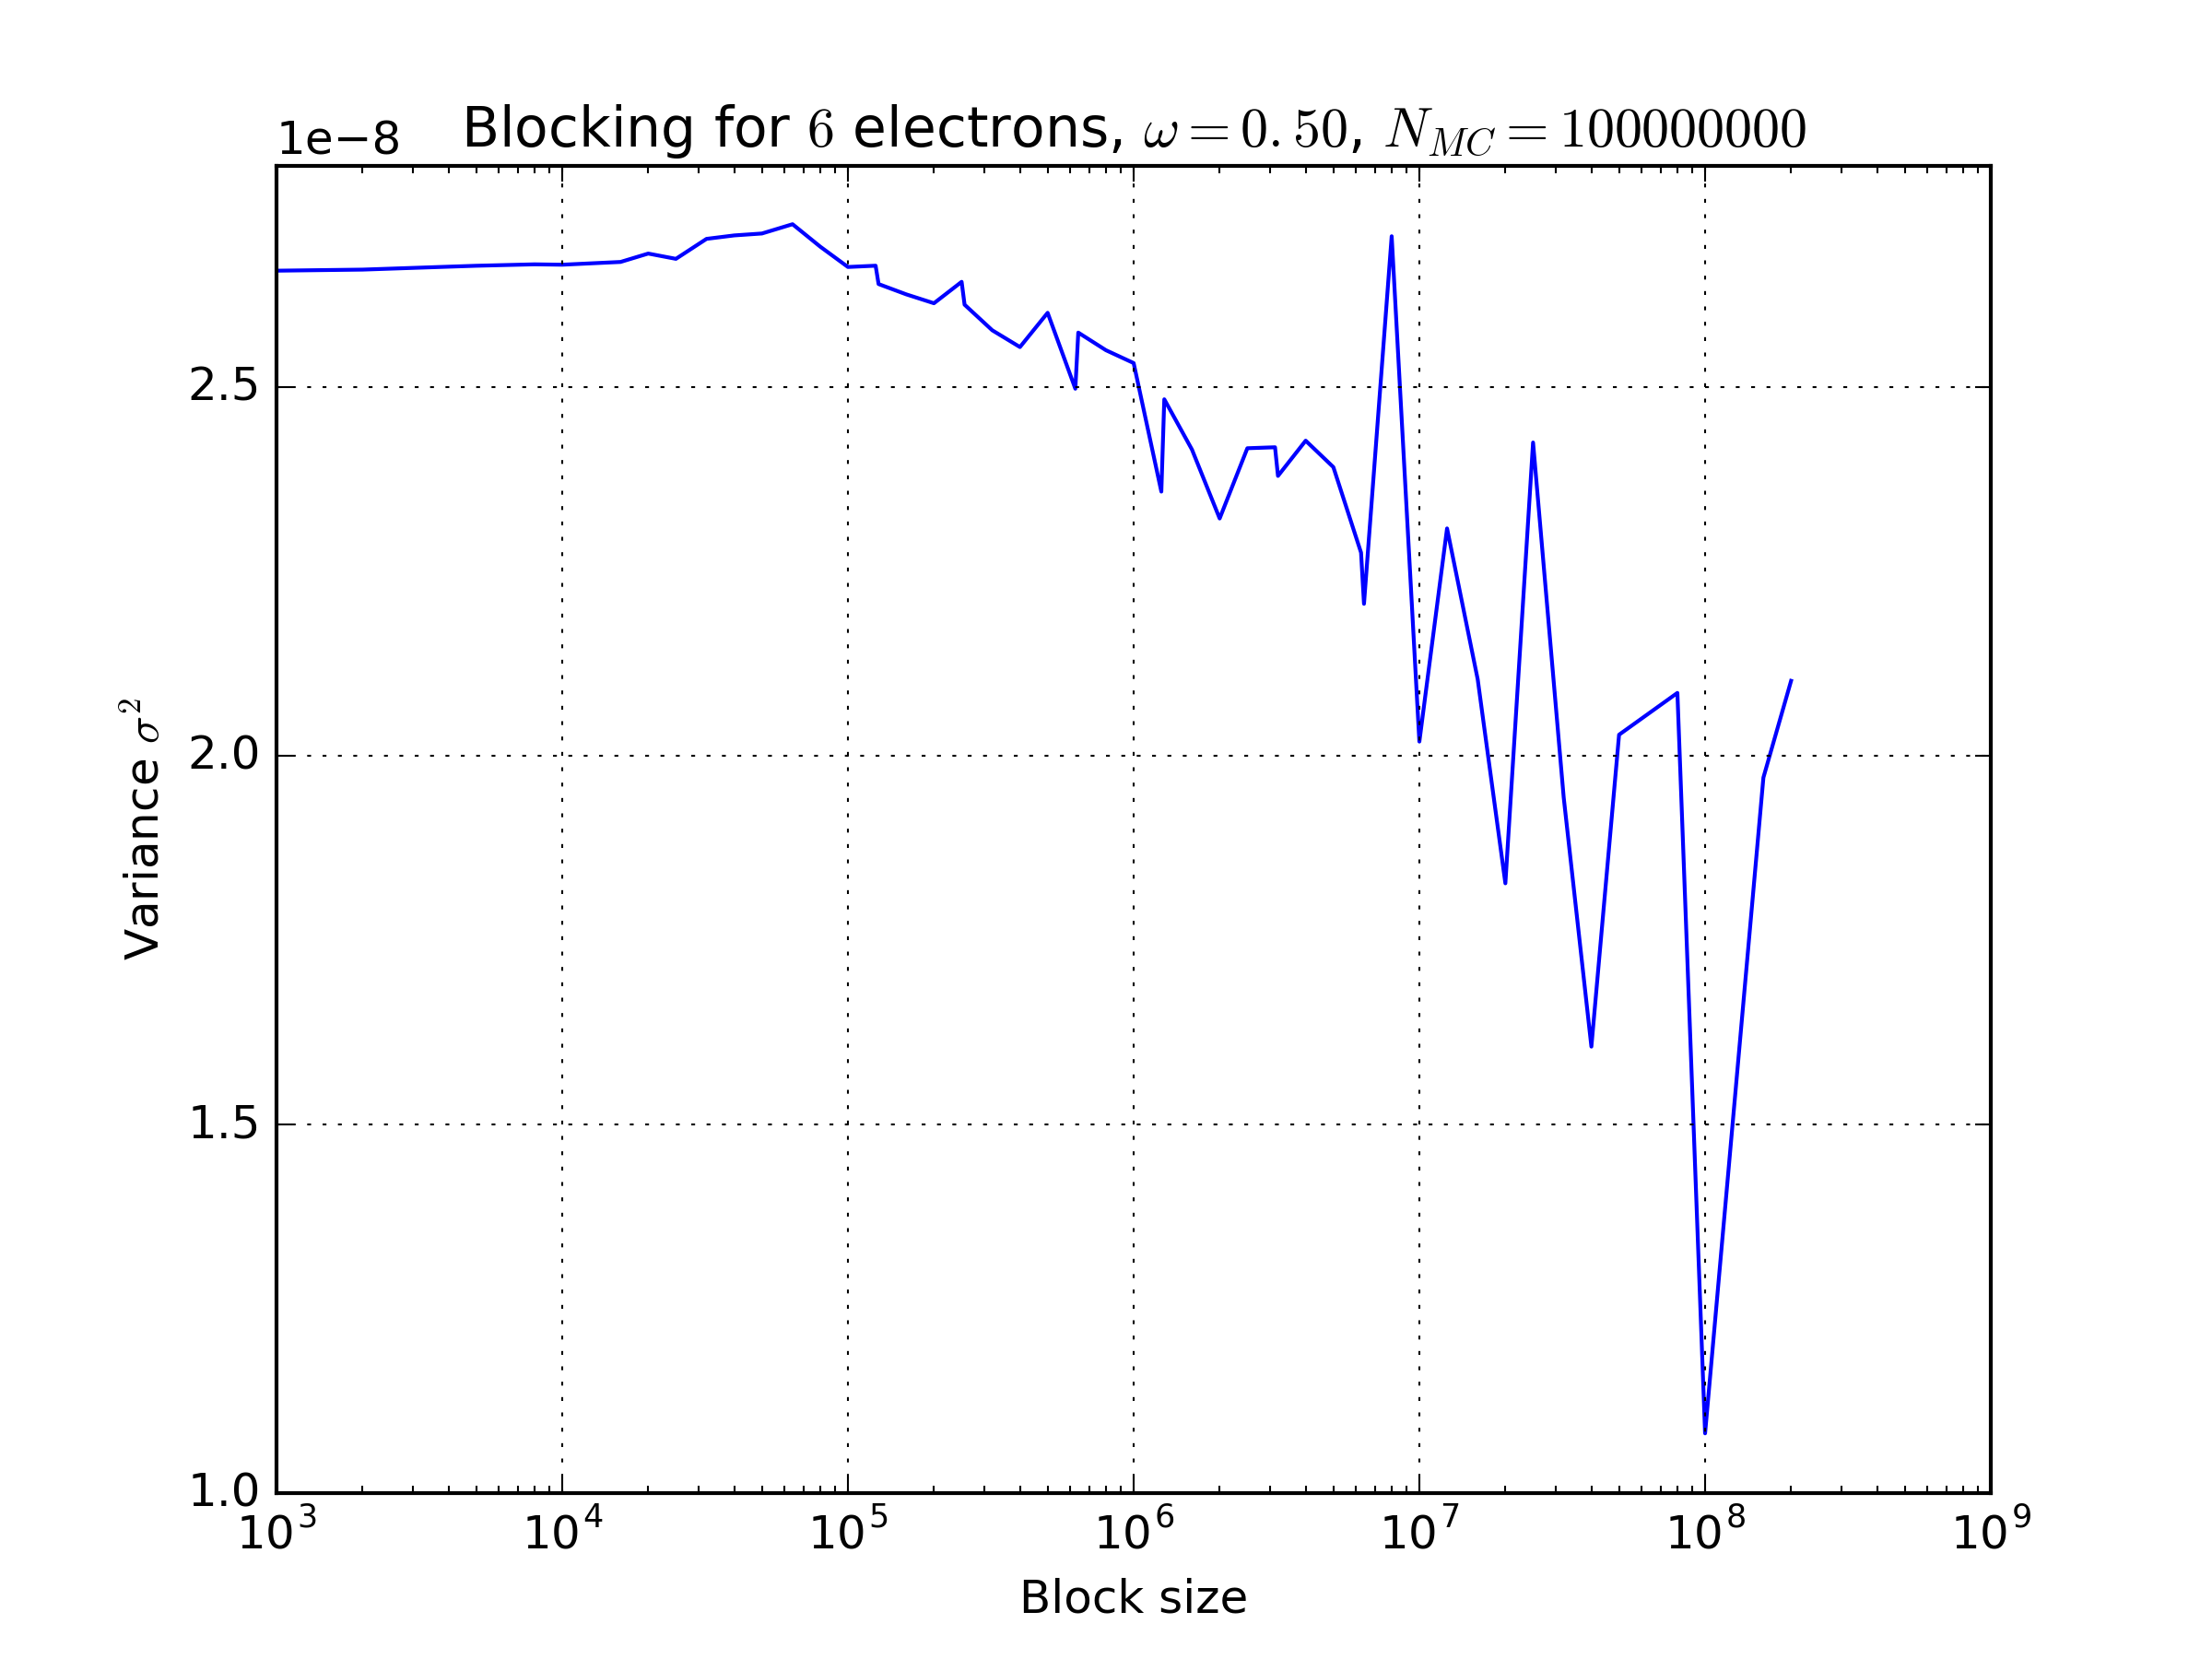 Blocking for 6 electrons, ω = 0.50, N_MC = 100000000
1e−8
2.5
2.0
1.5
1.0
Variance σ²
10³ 10⁴ 10⁵ 10⁶ 10⁷ 10⁸ 10⁹
Block size